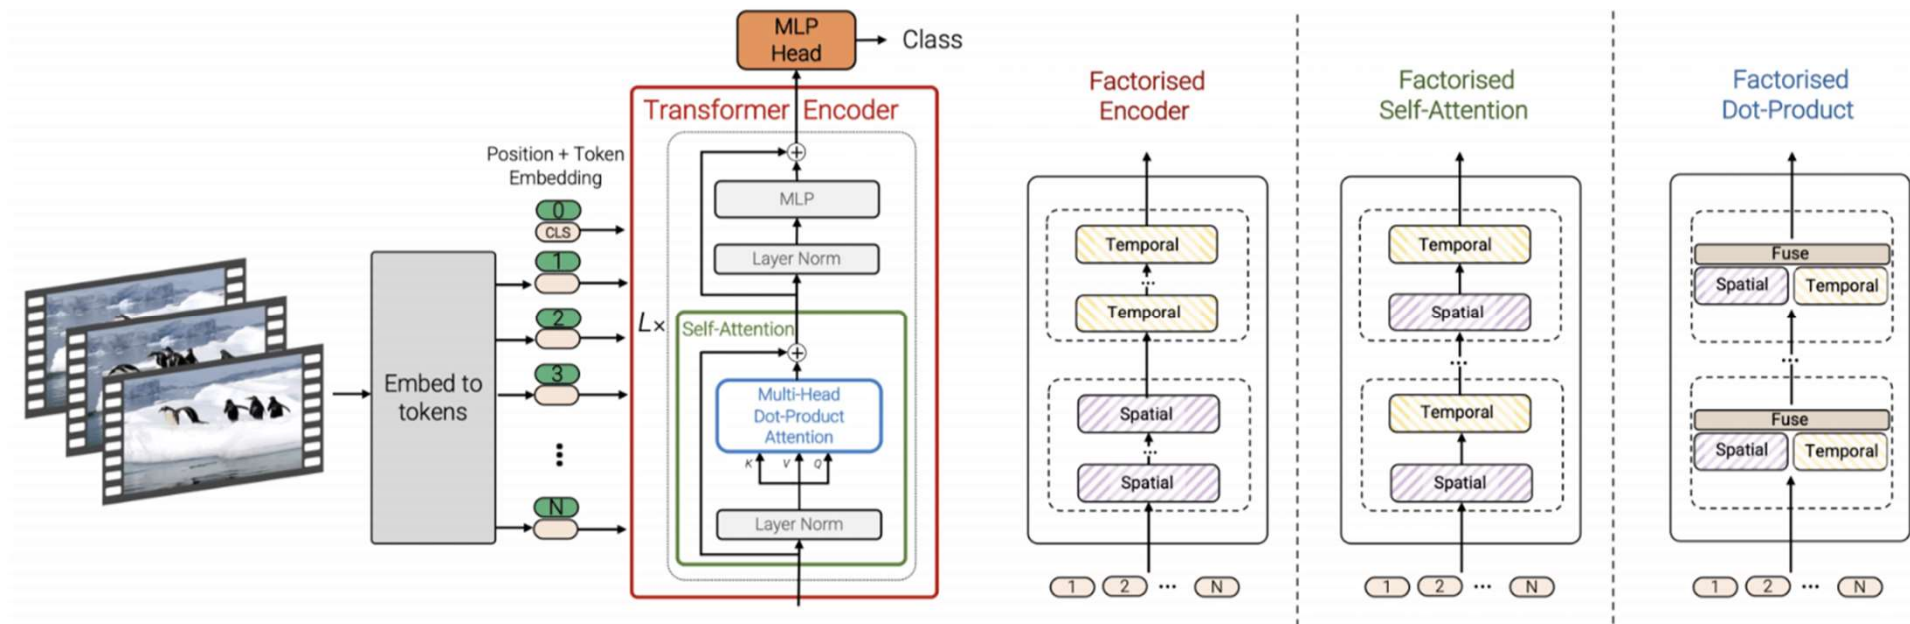 MLP
Head
Class
Transformer Encoder
Position + Token
Embedding
0
CLS
1
2
3
N
Embed to
tokens
L×
MLP
Layer Norm
Self-Attention
Multi-Head
Dot-Product
Attention
K V Q
Layer Norm
Factorised
Encoder
Temporal
...
Temporal
Spatial
...
Spatial
1 2 ... N
Factorised
Self-Attention
Temporal
Spatial
...
Temporal
Spatial
1 2 ... N
Factorised
Dot-Product
Fuse
Spatial Temporal
...
Fuse
Spatial Temporal
1 2 ... N